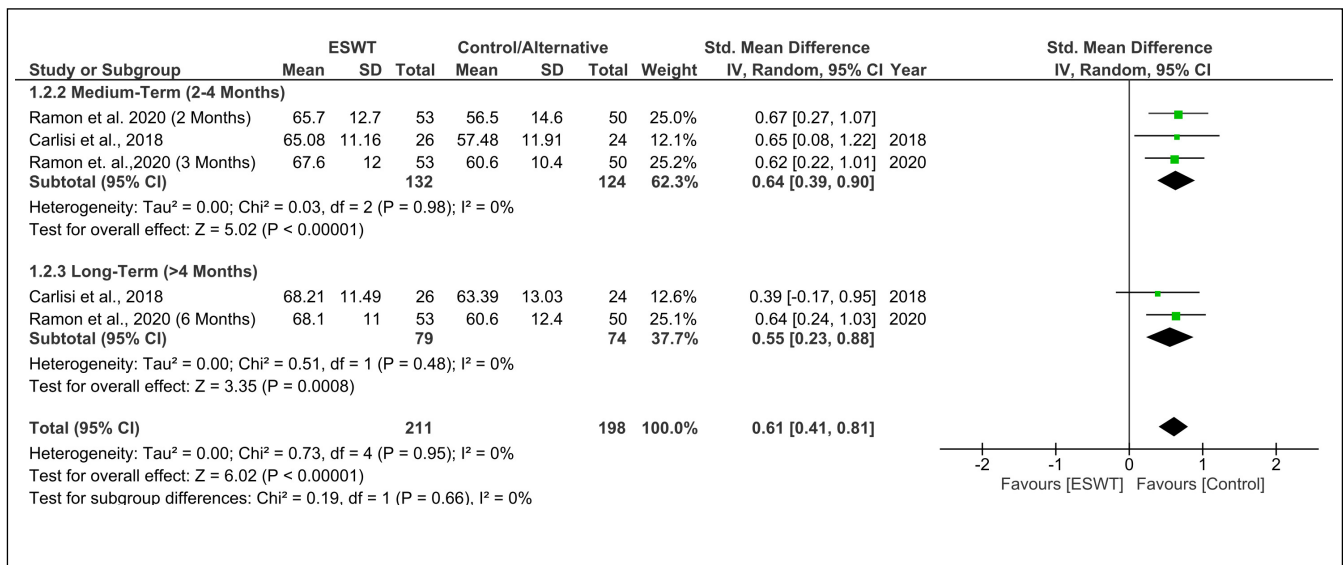 ESWT Control/Alternative Std. Mean Difference Std. Mean Difference
Study or Subgroup Mean SD Total Mean SD Total Weight IV, Random, 95% CI Year IV, Random, 95% CI
1.2.2 Medium-Term (2-4 Months)
Ramon et al. 2020 (2 Months) 65.7 12.7 53 56.5 14.6 50 25.0% 0.67 [0.27, 1.07]
Carlisi et al., 2018 65.08 11.16 26 57.48 11.91 24 12.1% 0.65 [0.08, 1.22] 2018
Ramon et. al.,2020 (3 Months) 67.6 12 53 60.6 10.4 50 25.2% 0.62 [0.22, 1.01] 2020
Subtotal (95% CI) 132 124 62.3% 0.64 [0.39, 0.90]
Heterogeneity: Tau² = 0.00; Chi² = 0.03, df = 2 (P = 0.98); I² = 0%
Test for overall effect: Z = 5.02 (P < 0.00001)
1.2.3 Long-Term (>4 Months)
Carlisi et al., 2018 68.21 11.49 26 63.39 13.03 24 12.6% 0.39 [-0.17, 0.95] 2018
Ramon et al., 2020 (6 Months) 68.1 11 53 60.6 12.4 50 25.1% 0.64 [0.24, 1.03] 2020
Subtotal (95% CI) 79 74 37.7% 0.55 [0.23, 0.88]
Heterogeneity: Tau² = 0.00; Chi² = 0.51, df = 1 (P = 0.48); I² = 0%
Test for overall effect: Z = 3.35 (P = 0.0008)
Total (95% CI) 211 198 100.0% 0.61 [0.41, 0.81]
Heterogeneity: Tau² = 0.00; Chi² = 0.73, df = 4 (P = 0.95); I² = 0%
Test for overall effect: Z = 6.02 (P < 0.00001)
Test for subgroup differences: Chi² = 0.19, df = 1 (P = 0.66), I² = 0%
-2 -1 0 1 2
Favours [ESWT] Favours [Control]